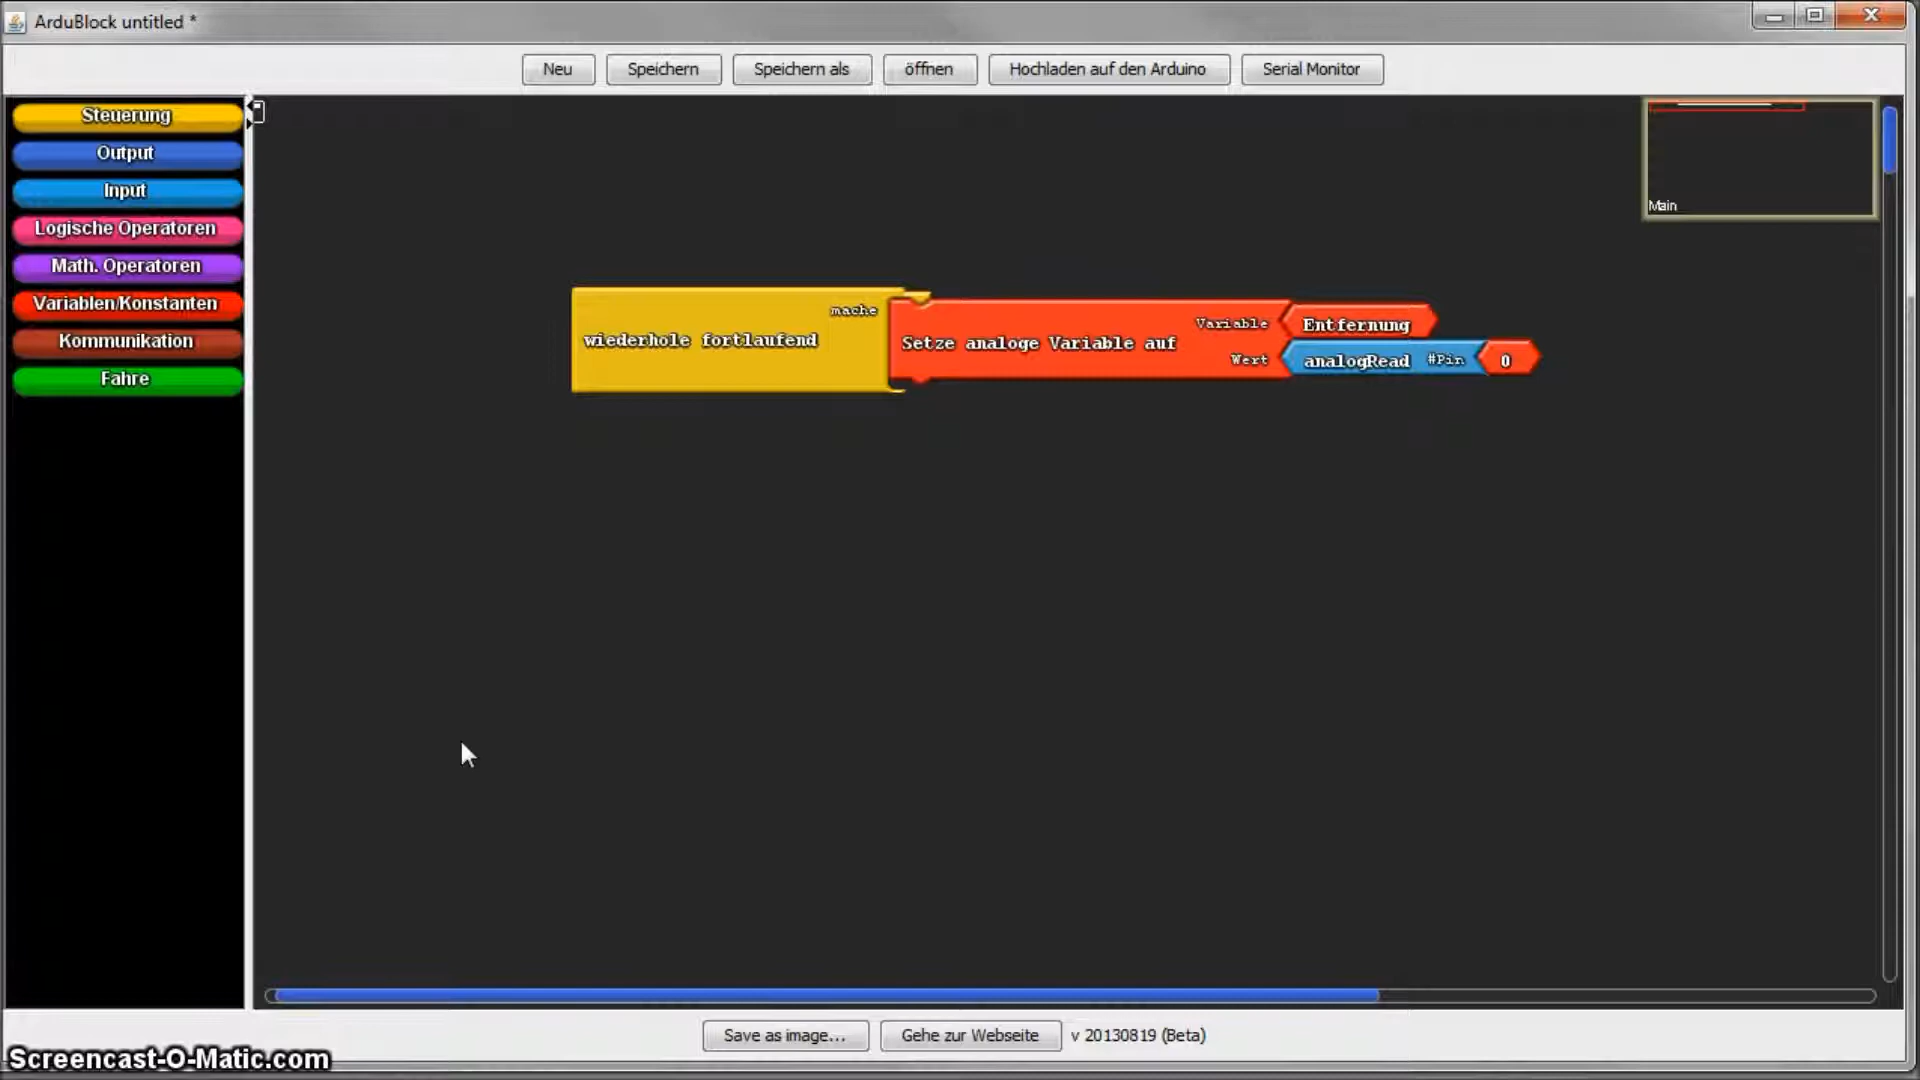 ArduBlock untitled *
Neu
Speichern
Speichern als
öffnen
Hochladen auf den Arduino
Serial Monitor
Steuerung
Output
Input
Logische Operatoren
Math. Operatoren
Variablen/Konstanten
Kommunikation
Fahre
Main
wiederhole fortlaufend
mache
Setze analoge Variable auf
Variable
Entfernung
Wert
analogRead #Pin 0
Save as image...
Gehe zur Webseite
v 20130819 (Beta)
Screencast-O-Matic.com